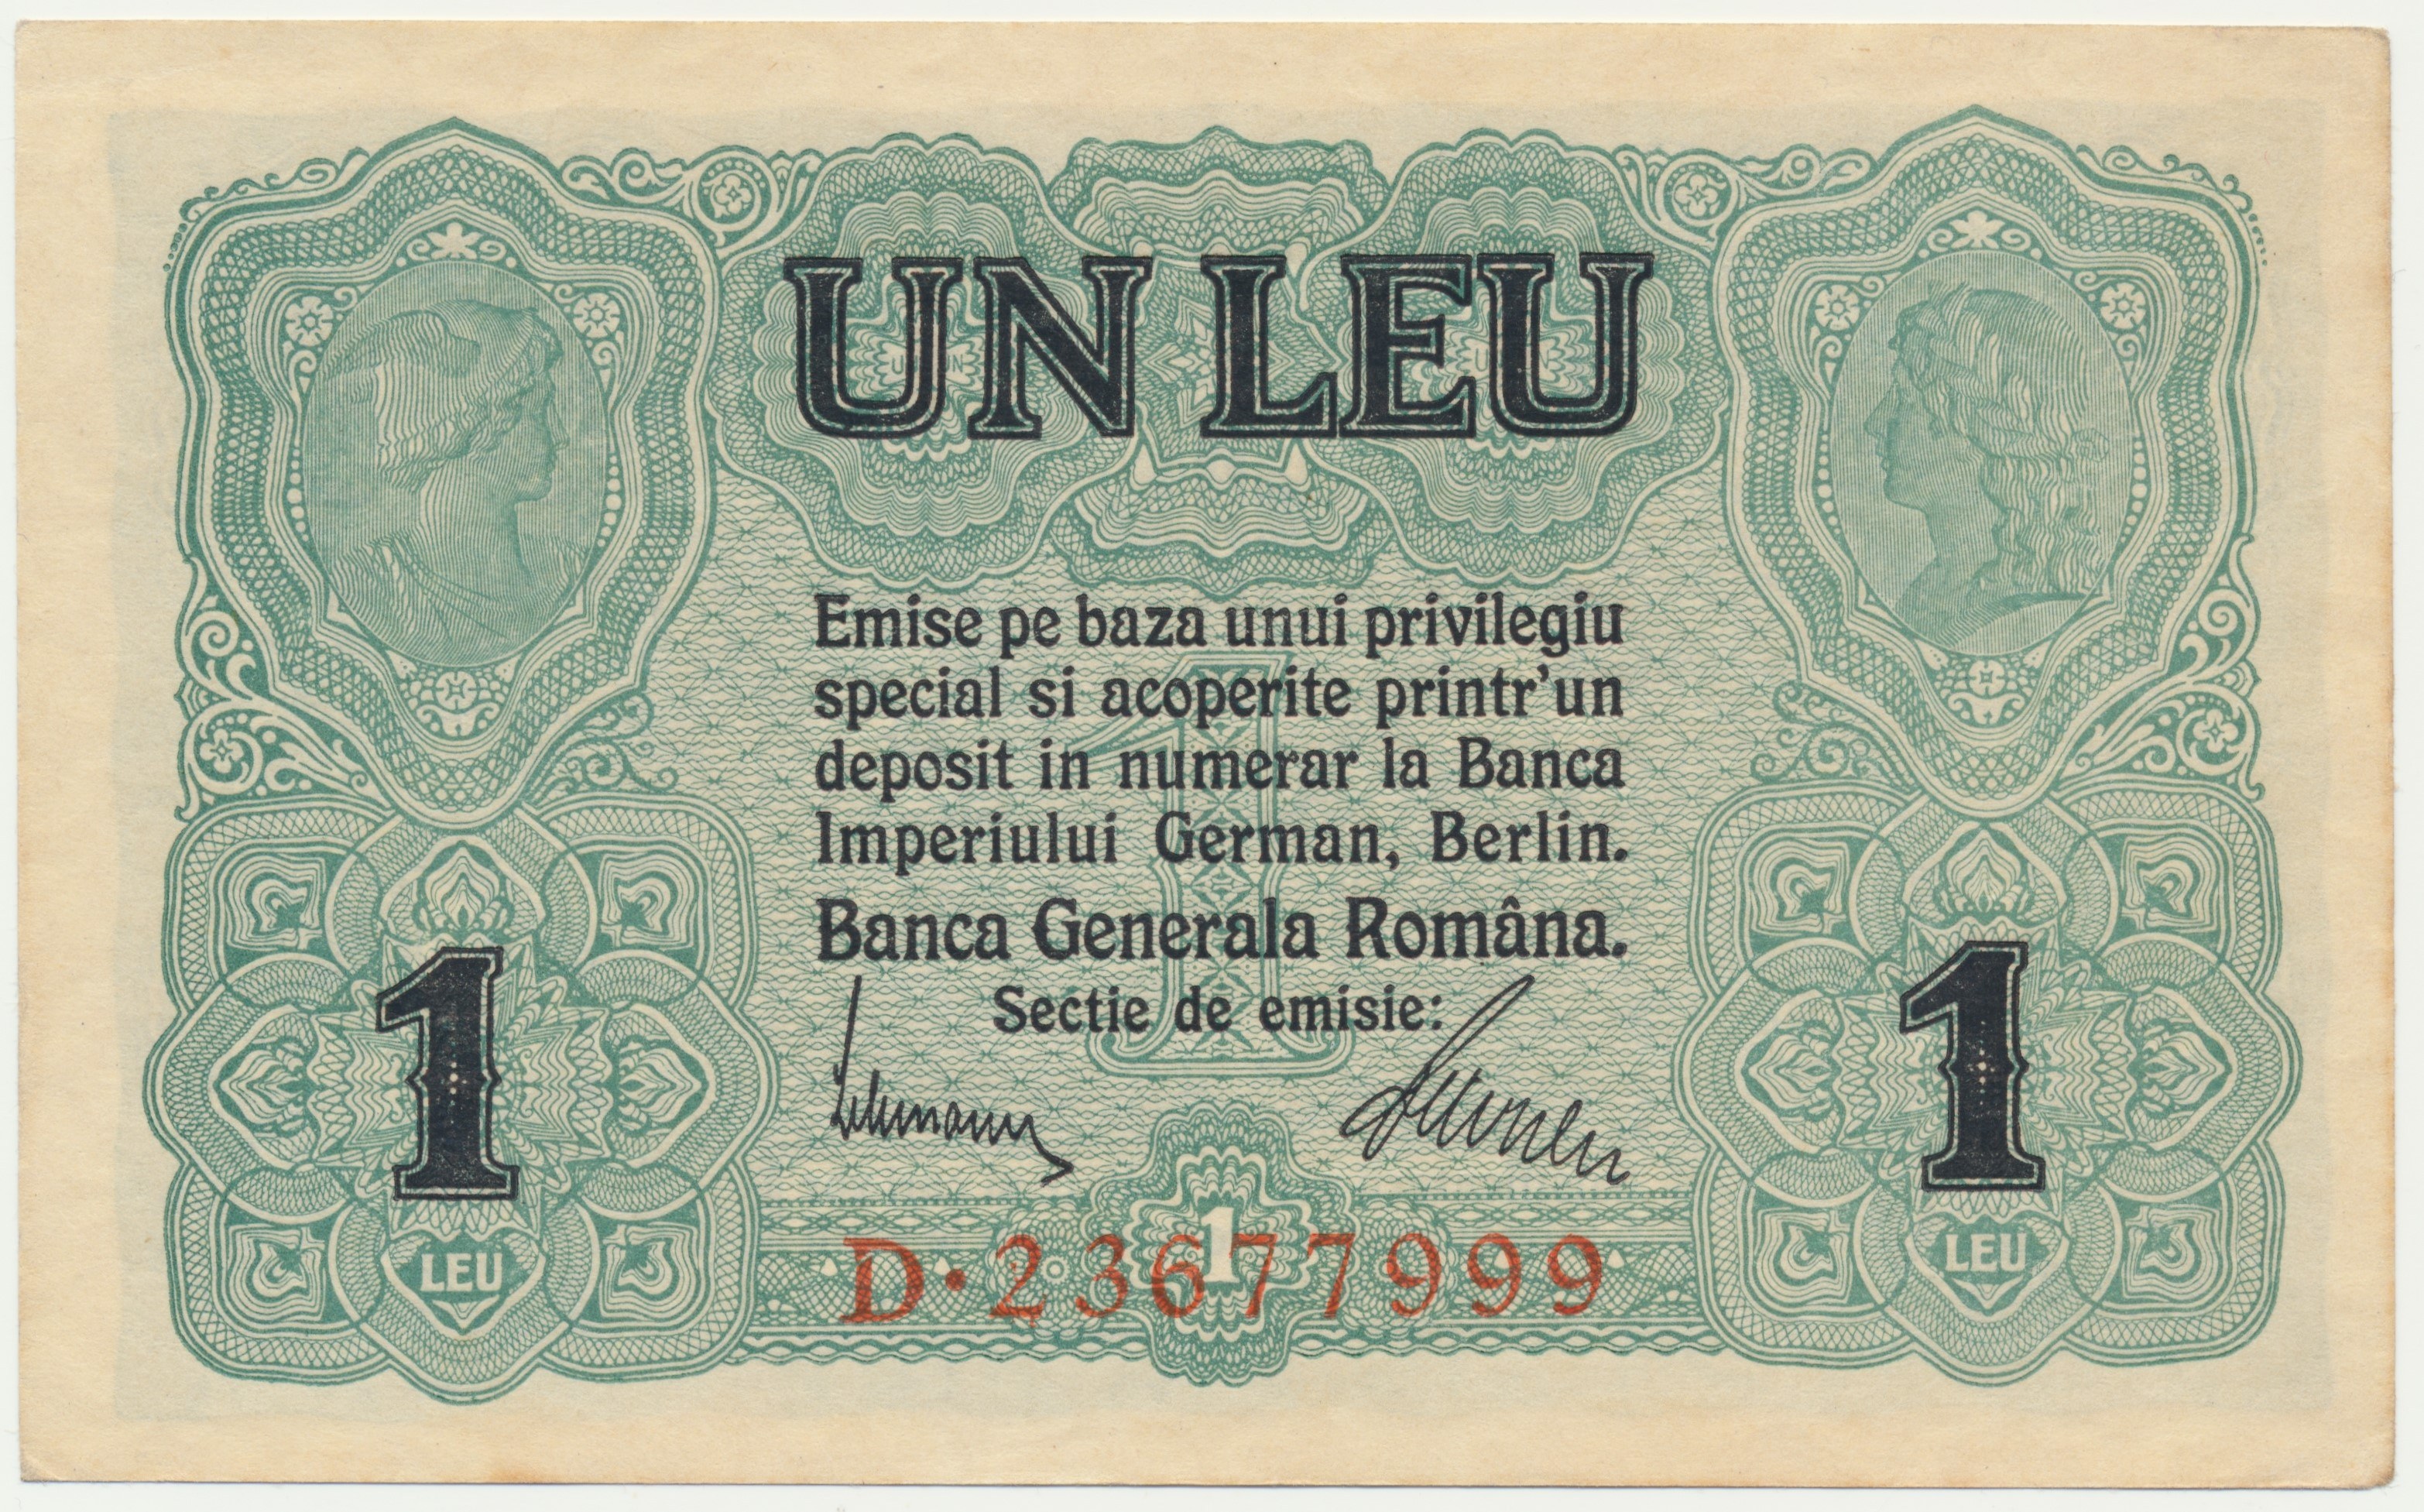 UN LEU
Emise pe baza unui privilegiu
special si acoperite printr'un
deposit in numerar la Banca
Imperiului German, Berlin.
Banca Generala Româna.
Sectie de emisie:
1
1
1
LEU
1
LEU
D•23677999